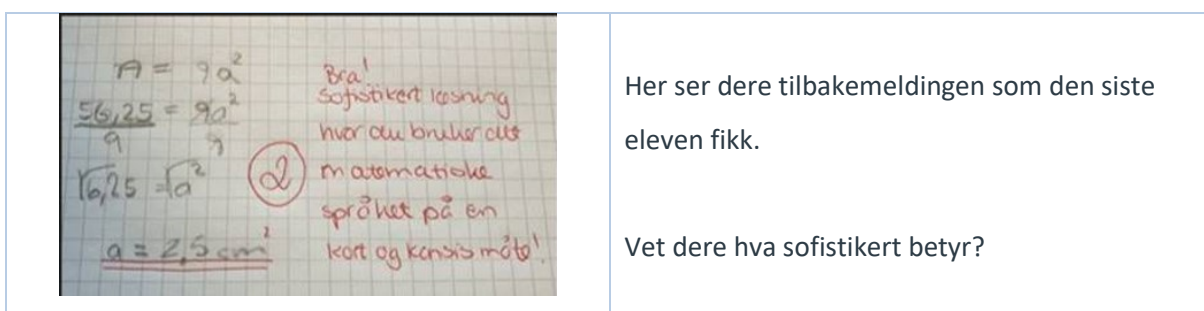 A = 9a²
56,25 = 9a²
9 9
√6,25 = √a²
a = 2,5 cm²
2
Bra!
Sofistikert løsning
hvor du bruker det
matematiske
språket på en
kort og konsis måte!
Her ser dere tilbakemeldingen som den siste
eleven fikk.
Vet dere hva sofistikert betyr?